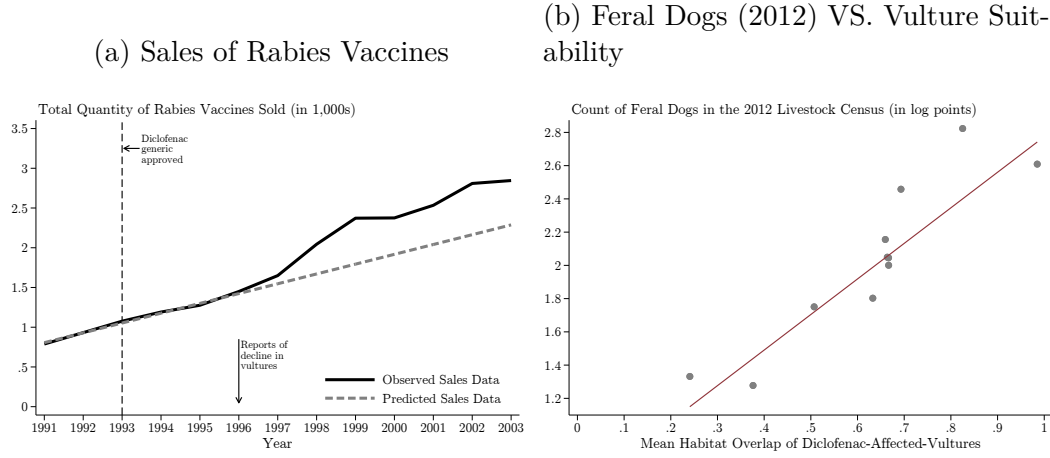 (a) Sales of Rabies Vaccines
Total Quantity of Rabies Vaccines Sold (in 1,000s)
3.5
3
2.5
2
1.5
1
.5
0
Diclofenac
generic
approved
Reports of
decline in
vultures
Observed Sales Data
Predicted Sales Data
1991 1992 1993 1994 1995 1996 1997 1998 1999 2000 2001 2002 2003
Year
(b) Feral Dogs (2012) VS. Vulture Suit-
ability
Count of Feral Dogs in the 2012 Livestock Census (in log points)
2.8
2.6
2.4
2.2
2
1.8
1.6
1.4
1.2
0 .1 .2 .3 .4 .5 .6 .7 .8 .9 1
Mean Habitat Overlap of Diclofenac-Affected-Vultures